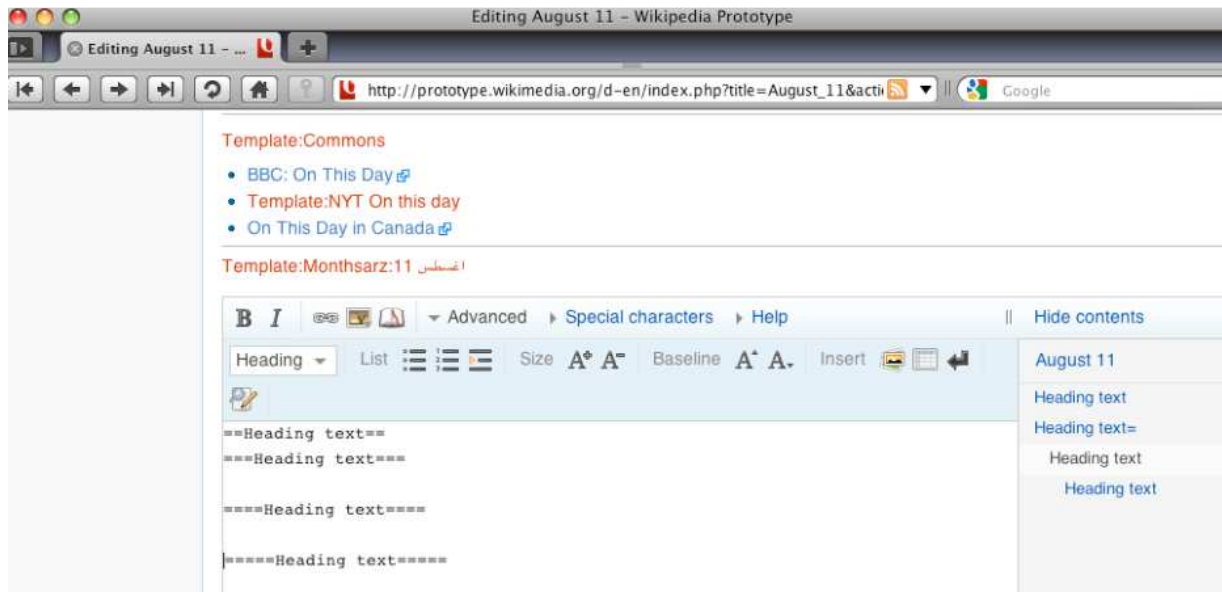 Editing August 11 – Wikipedia Prototype
Editing August 11 – ...
http://prototype.wikimedia.org/d-en/index.php?title=August_11&acti
Google
Template:Commons
BBC: On This Day
Template:NYT On this day
On This Day in Canada
Template:Monthsarz:11 اغسطس
B I Advanced Special characters Help Hide contents
Heading List Size A A Baseline A A Insert
August 11
Heading text
Heading text=
Heading text
Heading text
==Heading text==
===Heading text===
====Heading text====
=====Heading text=====